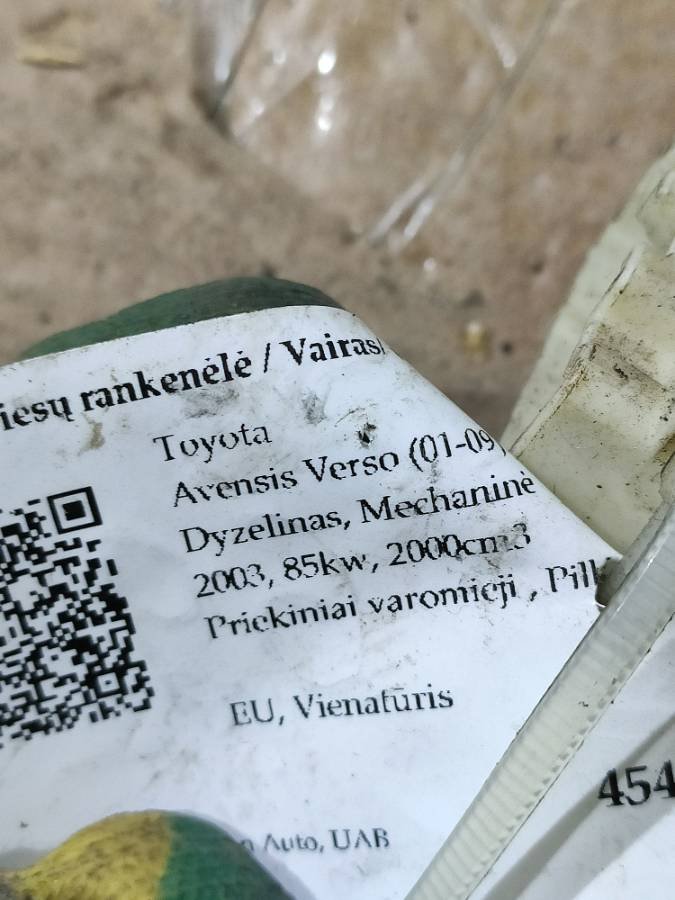 iesų rankenėlė / Vairas/
Toyota
Avensis Verso (01-09)
Dyzelinas, Mechaninė
2003, 85kw, 2000cm3
Priekiniai varomieji , Pilk
EU, Vienatūris
Auto, UAB
454